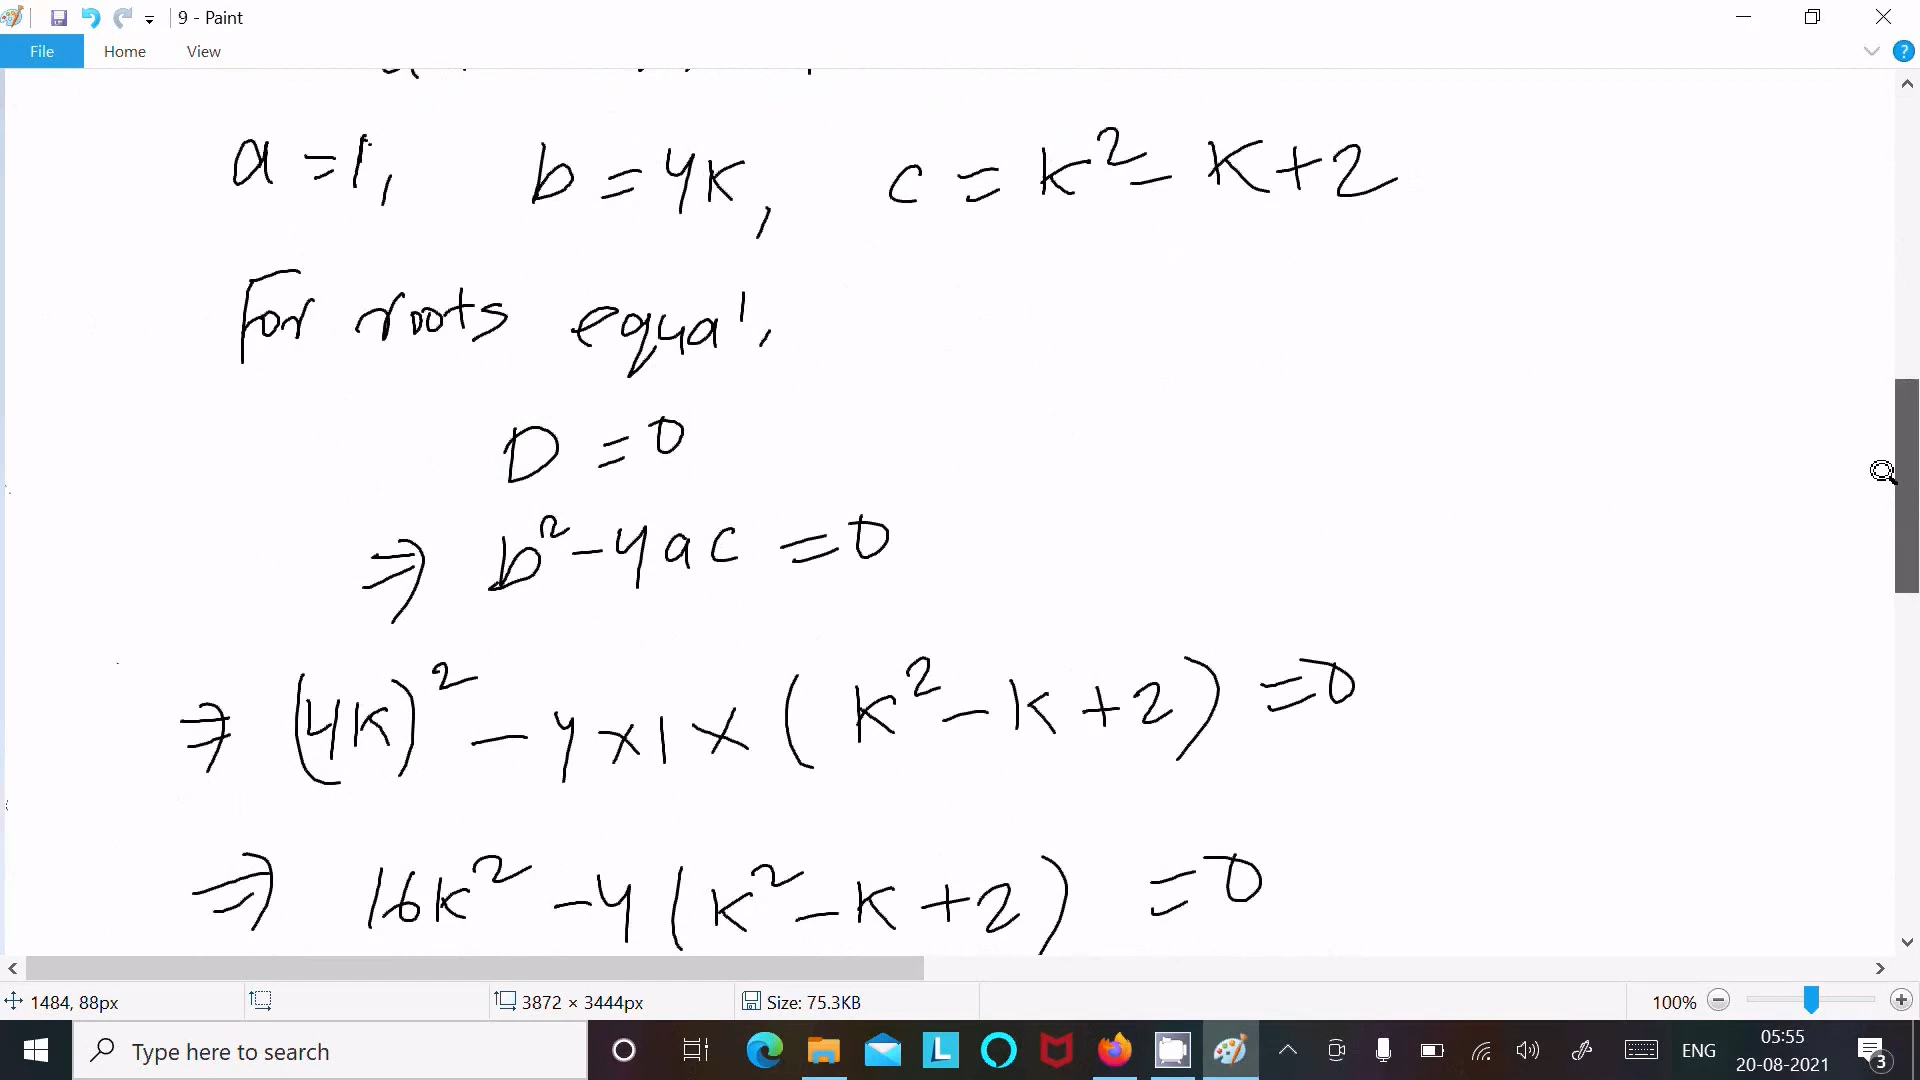 9 - Paint
File Home View
a = 1, b = 4K, c = K² - K + 2
For roots equal,
D = 0
⇒ b² - 4ac = 0
⇒ (4K)² - 4 × 1 × (K² - K + 2) = 0
⇒ 16K² - 4(K² - K + 2) = 0
1484, 88px 3872 × 3444px Size: 75.3KB 100%
Type here to search L ENG 05:55
20-08-2021 3